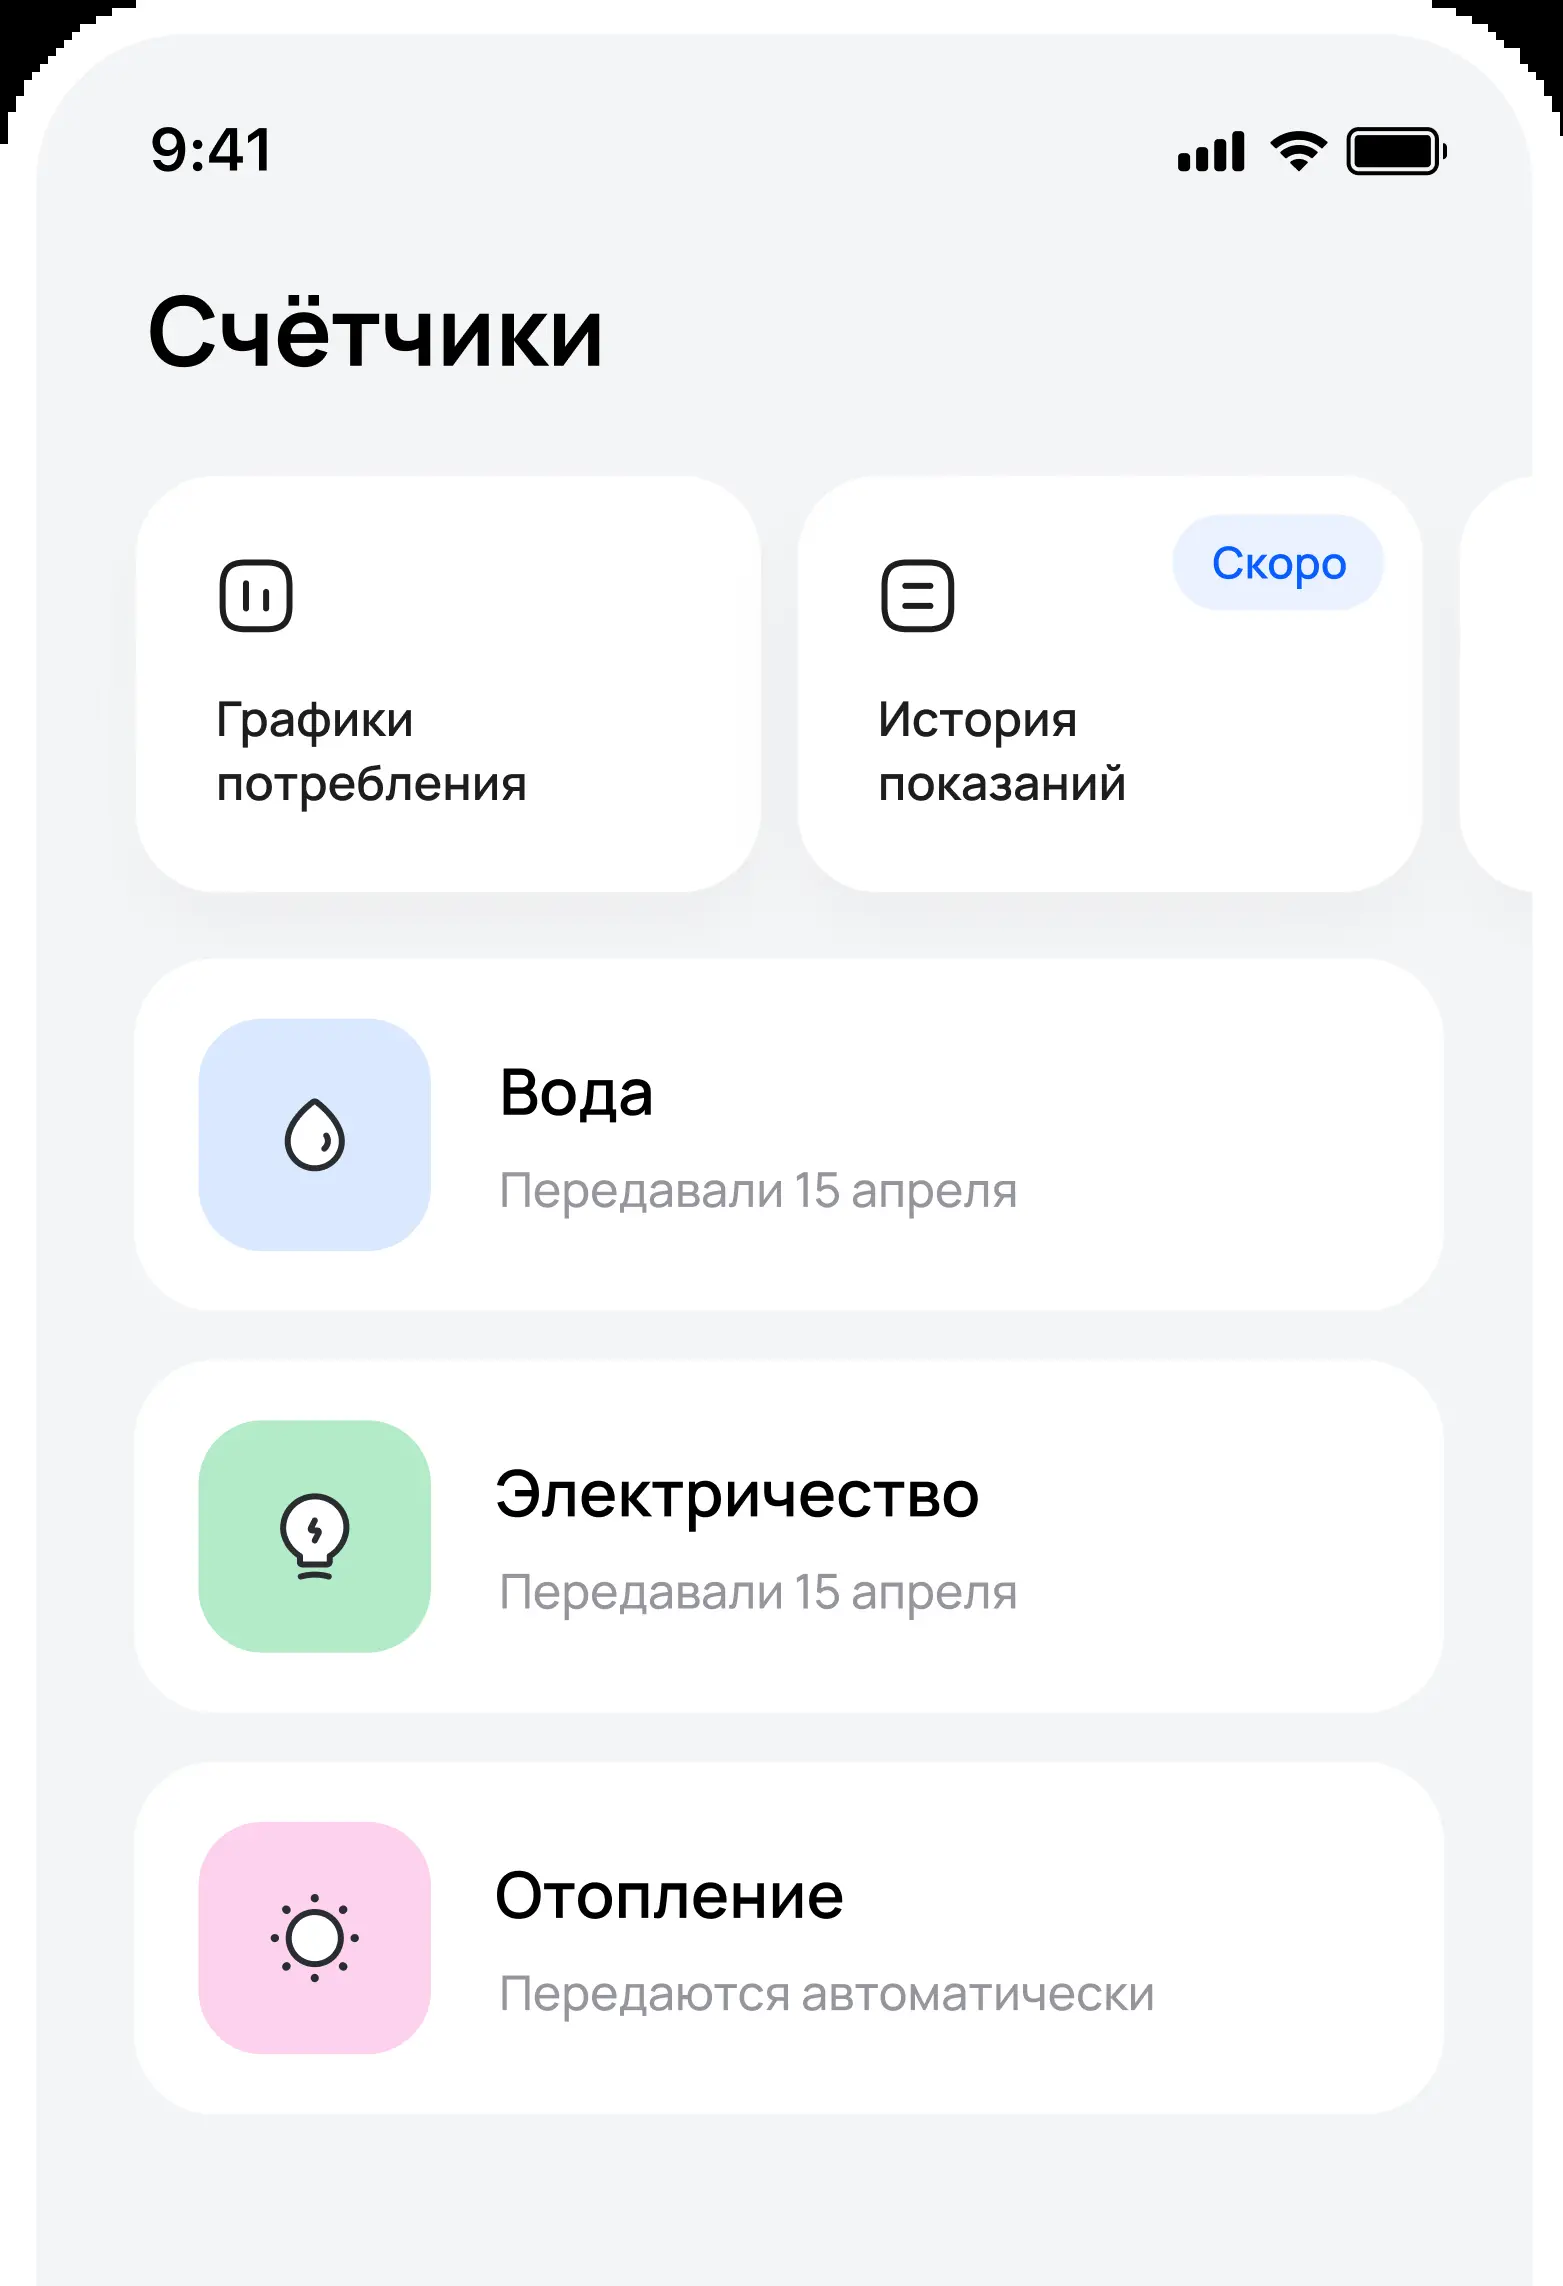 9:41
Счётчики
Скоро
Графики
потребления
История
показаний
Вода
Передавали 15 апреля
Электричество
Передавали 15 апреля
Отопление
Передаются автоматически